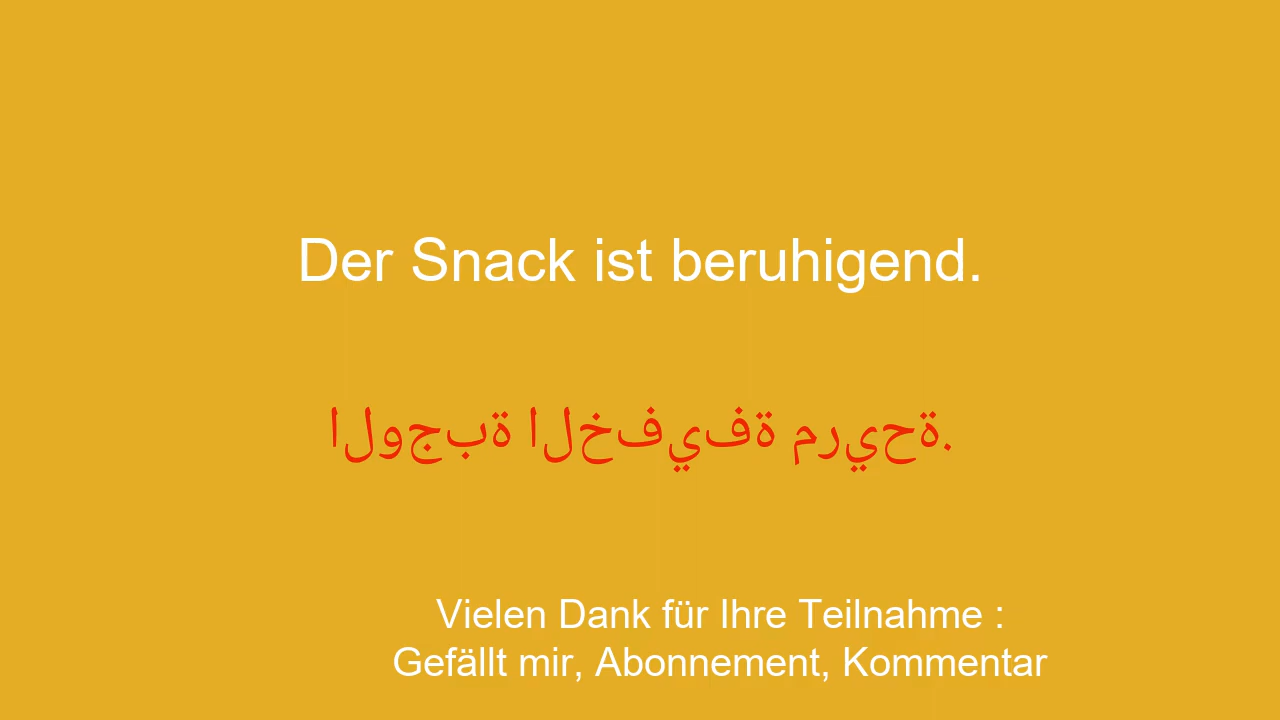 Der Snack ist beruhigend.
الوجبة الخفيفة مريحة.
Vielen Dank für Ihre Teilnahme :
Gefällt mir, Abonnement, Kommentar